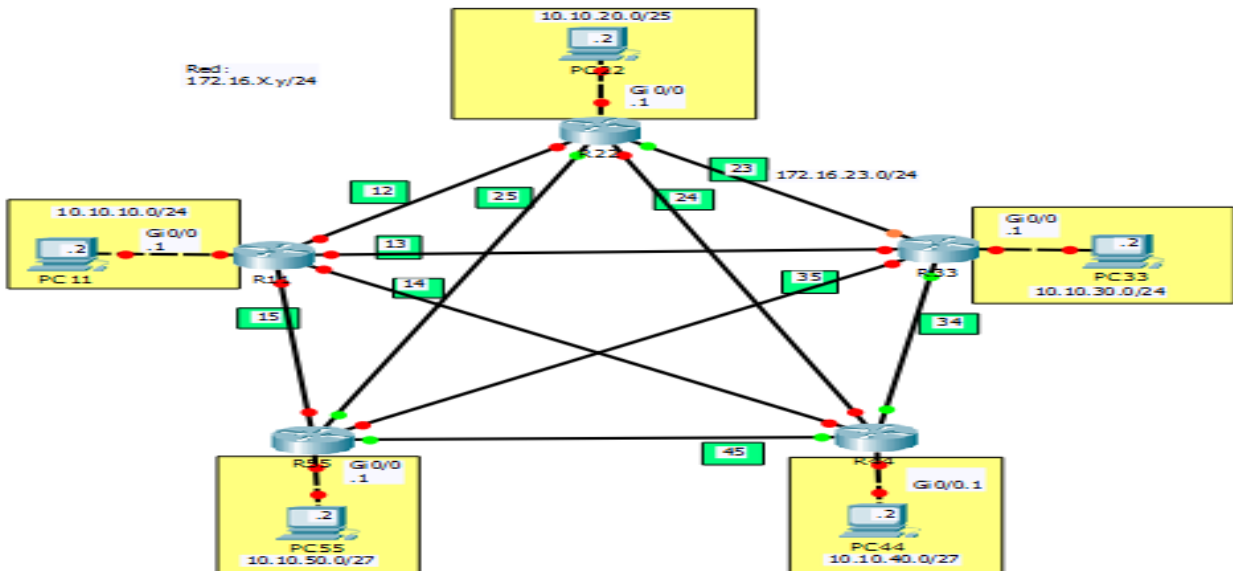 10.10.20.0/25
.2
Red:
172.16.X.y/24
Gi 0/0
.1
R22
23
172.16.23.0/24
12
25
24
10.10.10.0/24
Gi 0/0
.1
.2
PC 11
13
Gi 0/0
.1
.2
R33
PC33
10.10.30.0/24
14
35
15
34
45
R55
Gi 0/0
.1
Gi 0/0.1
.2
PC55
10.10.50.0/27
.2
PC44
10.10.40.0/27